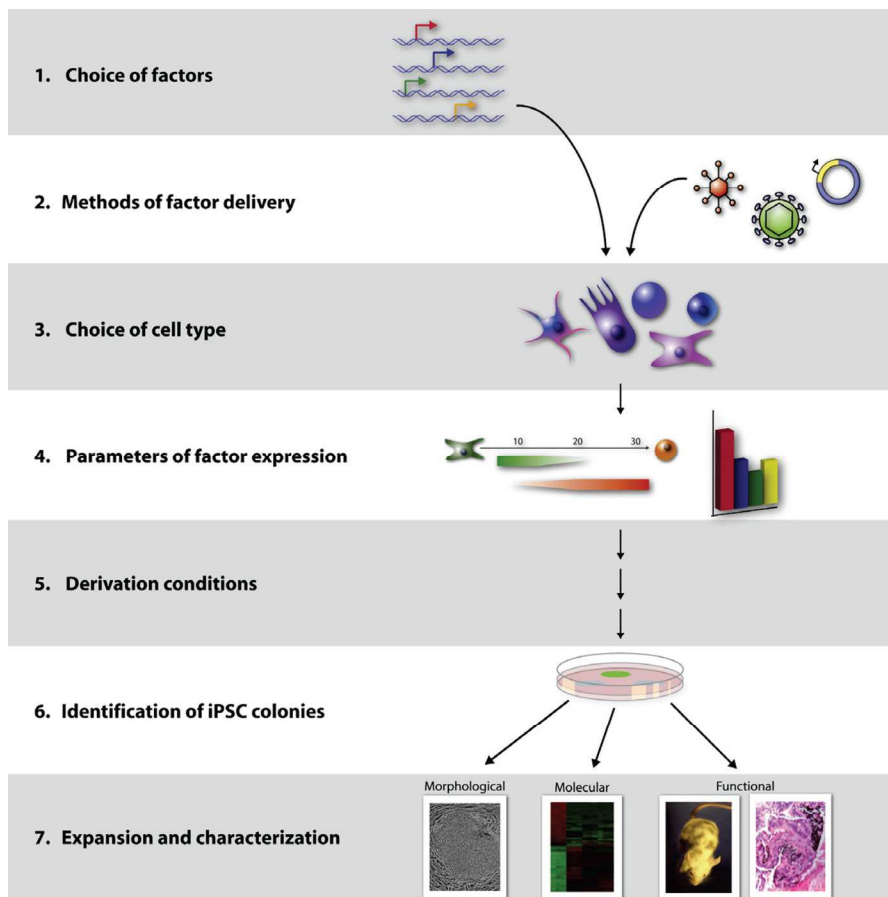 1. Choice of factors
2. Methods of factor delivery
3. Choice of cell type
4. Parameters of factor expression
10 20 30
5. Derivation conditions
6. Identification of iPSC colonies
Morphological Molecular Functional
7. Expansion and characterization